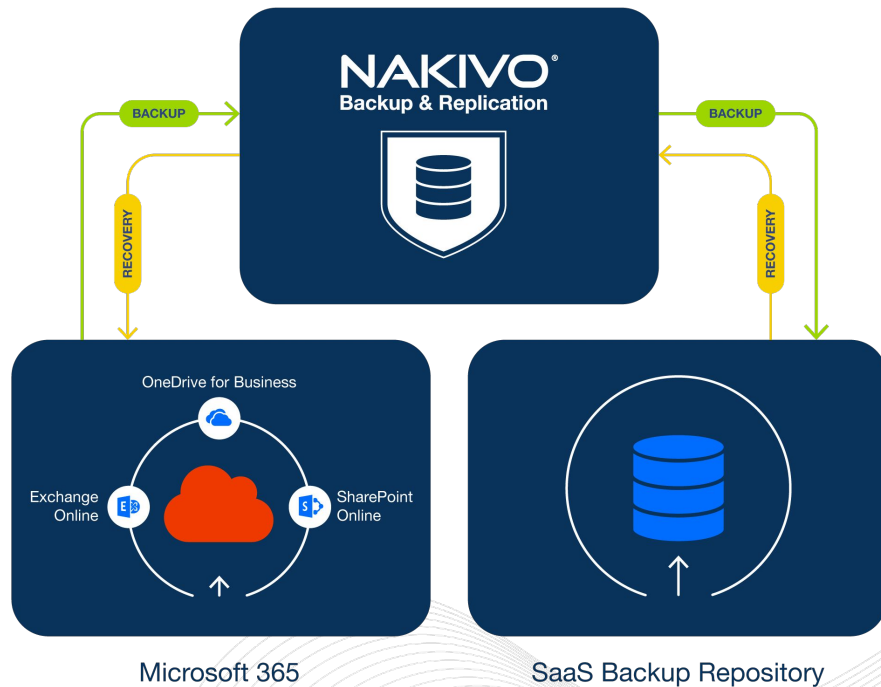 NAKIVO®
Backup & Replication
BACKUP
BACKUP
RECOVERY
RECOVERY
OneDrive for Business
Exchange
Online
E
S
SharePoint
Online
Microsoft 365
SaaS Backup Repository